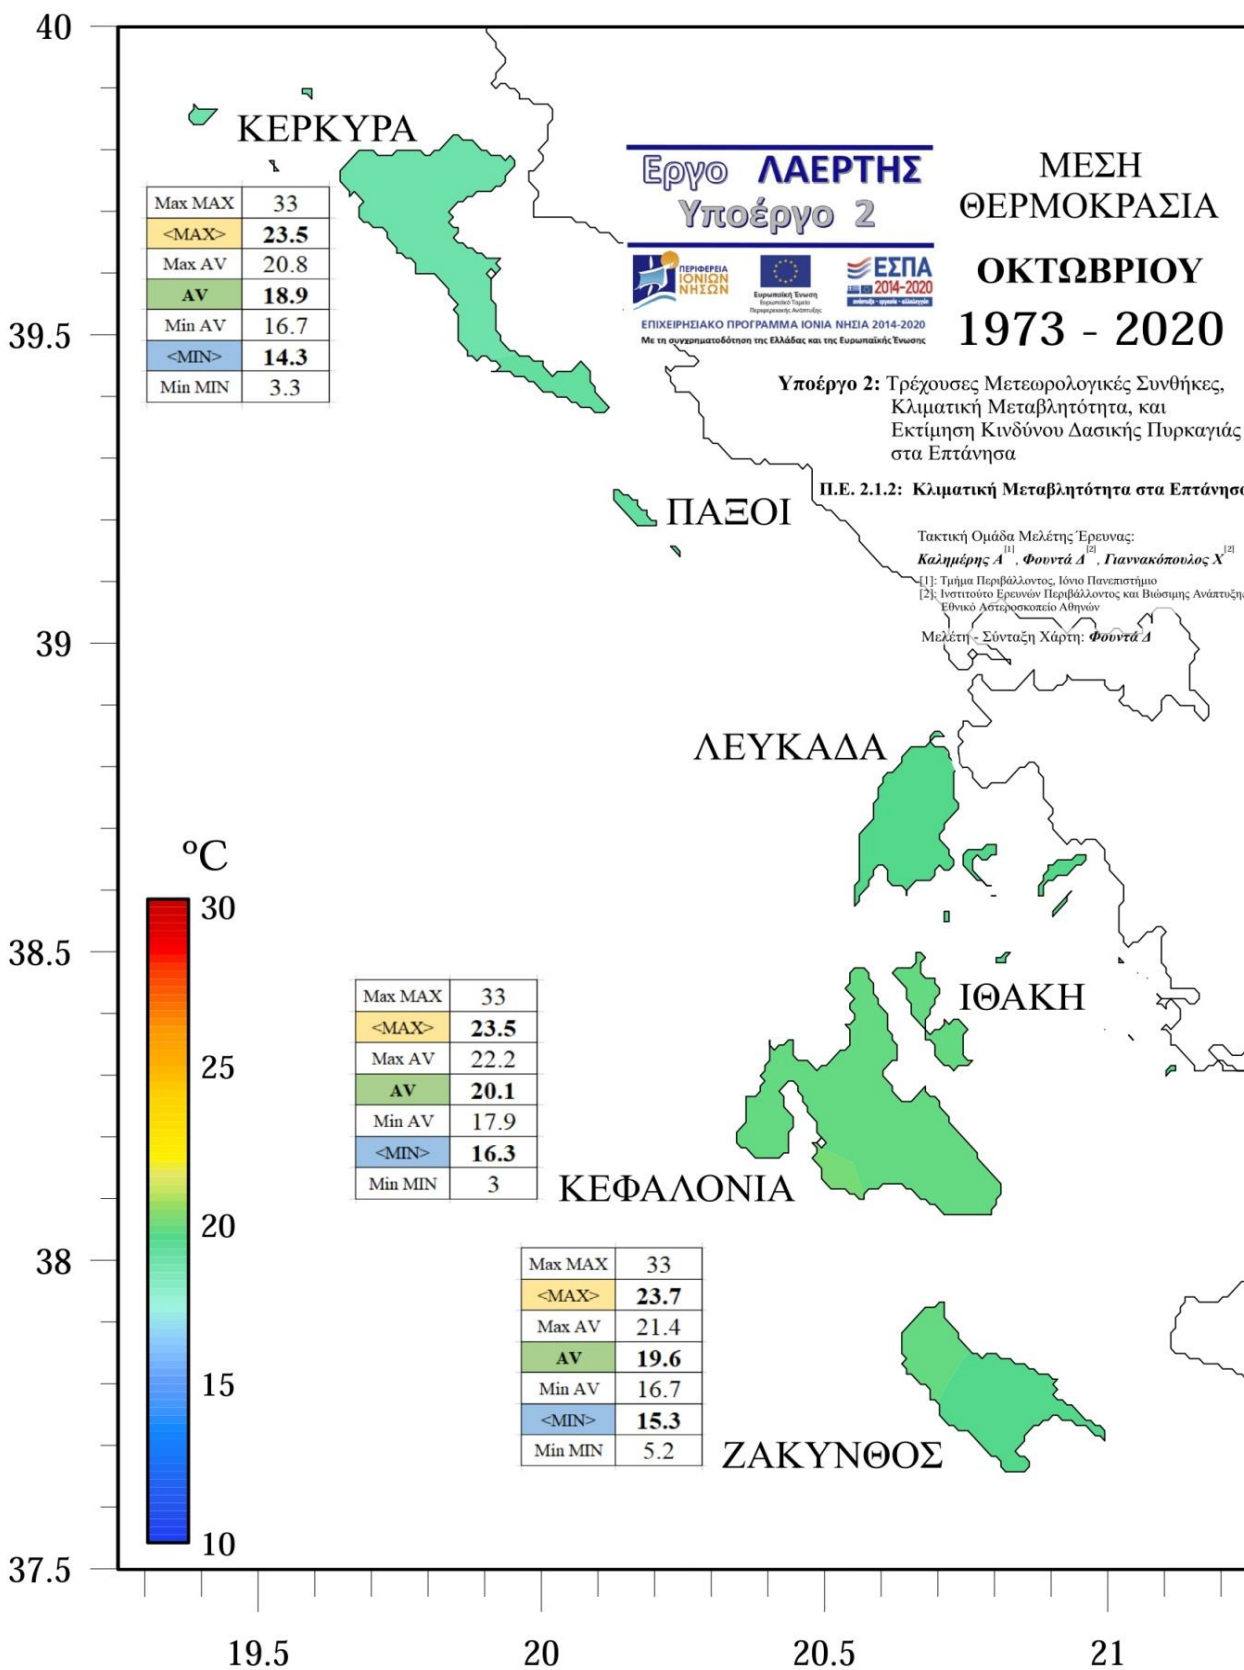 40
39.5
39
38.5
38
37.5
19.5
20
20.5
21
ΚΕΡΚΥΡΑ
Max MAX 33
<MAX> 23.5
Max AV 20.8
AV 18.9
Min AV 16.7
<MIN> 14.3
Min MIN 3.3
Εργο ΛΑΕΡΤΗΣ
Υποέργο 2
ΠΕΡΙΦΕΡΕΙΑ
ΙΟΝΙΩΝ
ΝΗΣΩΝ
Ευρωπαϊκή Ένωση
Ευρωπαϊκό Ταμείο
Περιφερειακής Ανάπτυξης
ΕΣΠΑ
2014-2020
ανάπτυξη - εργασία - αλληλεγγύη
ΕΠΙΧΕΙΡΗΣΙΑΚΟ ΠΡΟΓΡΑΜΜΑ ΙΟΝΙΑ ΝΗΣΙΑ 2014-2020
Με τη συγχρηματοδότηση της Ελλάδας και της Ευρωπαϊκής Ένωσης
ΜΕΣΗ
ΘΕΡΜΟΚΡΑΣΙΑ
ΟΚΤΩΒΡΙΟΥ
1973 - 2020
Υποέργο 2: Τρέχουσες Μετεωρολογικές Συνθήκες,
Κλιματική Μεταβλητότητα, και
Εκτίμηση Κινδύνου Δασικής Πυρκαγιάς
στα Επτάνησα
Π.Ε. 2.1.2: Κλιματική Μεταβλητότητα στα Επτάνησα
Τακτική Ομάδα Μελέτης Έρευνας:
Καλημέρης Α[1], Φουντά Δ[2], Γιαννακόπουλος Χ[2]
[1]: Τμήμα Περιβάλλοντος, Ιόνιο Πανεπιστήμιο
[2]: Ινστιτούτο Ερευνών Περιβάλλοντος και Βιώσιμης Ανάπτυξης
Εθνικό Αστεροσκοπείο Αθηνών
Μελέτη - Σύνταξη Χάρτη: Φουντά Δ
ΠΑΞΟΙ
ΛΕΥΚΑΔΑ
ΙΘΑΚΗ
°C
30
25
20
15
10
Max MAX 33
<MAX> 23.5
Max AV 22.2
AV 20.1
Min AV 17.9
<MIN> 16.3
Min MIN 3
ΚΕΦΑΛΟΝΙΑ
Max MAX 33
<MAX> 23.7
Max AV 21.4
AV 19.6
Min AV 16.7
<MIN> 15.3
Min MIN 5.2
ΖΑΚΥΝΘΟΣ